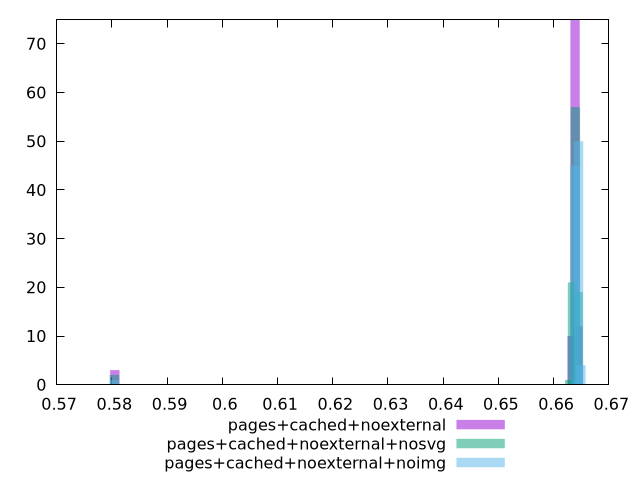 70
60
50
40
30
20
10
0
0.57 0.58 0.59 0.6 0.61 0.62 0.63 0.64 0.65 0.66 0.67
pages+cached+noexternal
pages+cached+noexternal+nosvg
pages+cached+noexternal+noimg